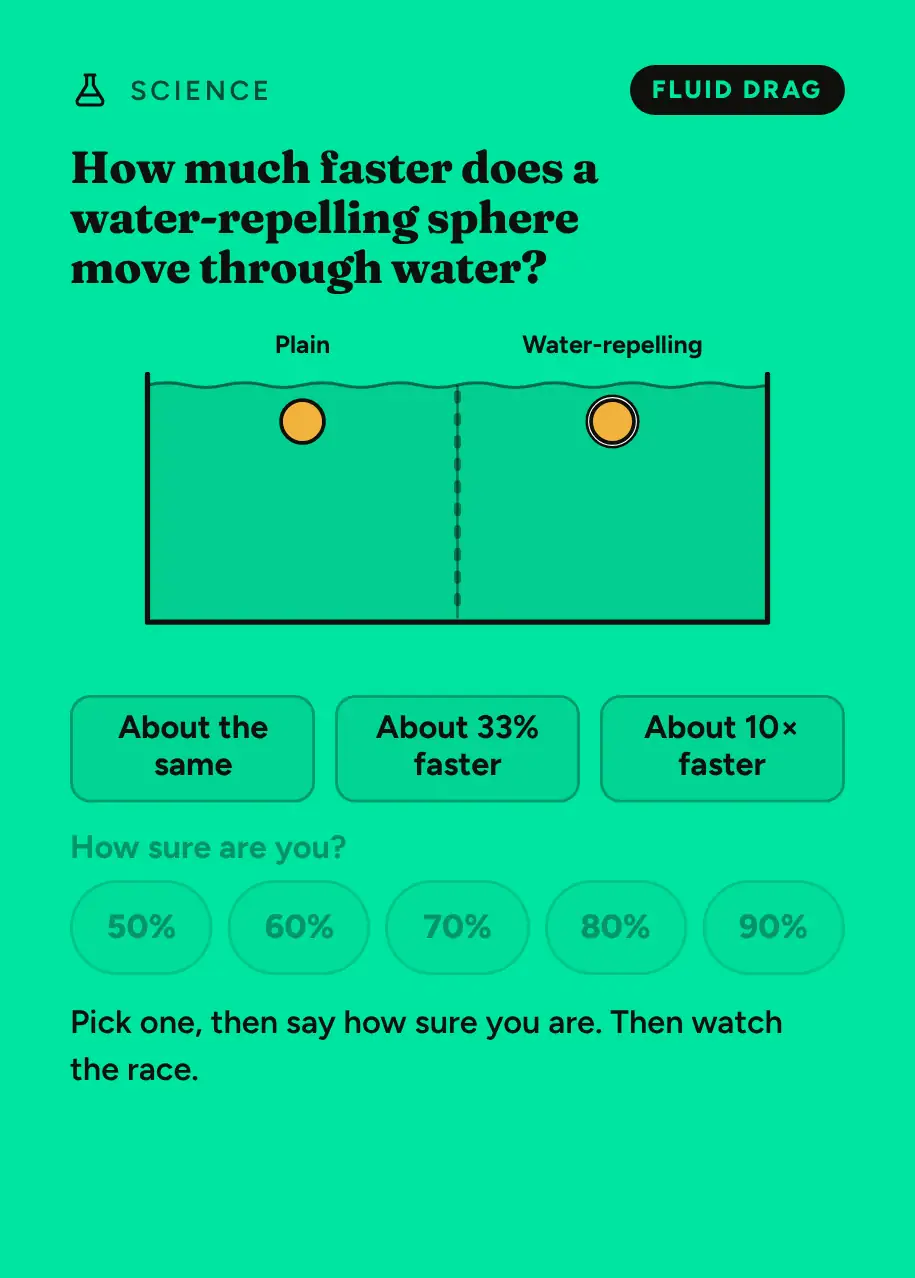 SCIENCE
FLUID DRAG
How much faster does a
water-repelling sphere
move through water?
Plain
Water-repelling
About the
same
About 33%
faster
About 10×
faster
How sure are you?
50%
60%
70%
80%
90%
Pick one, then say how sure you are. Then watch
the race.